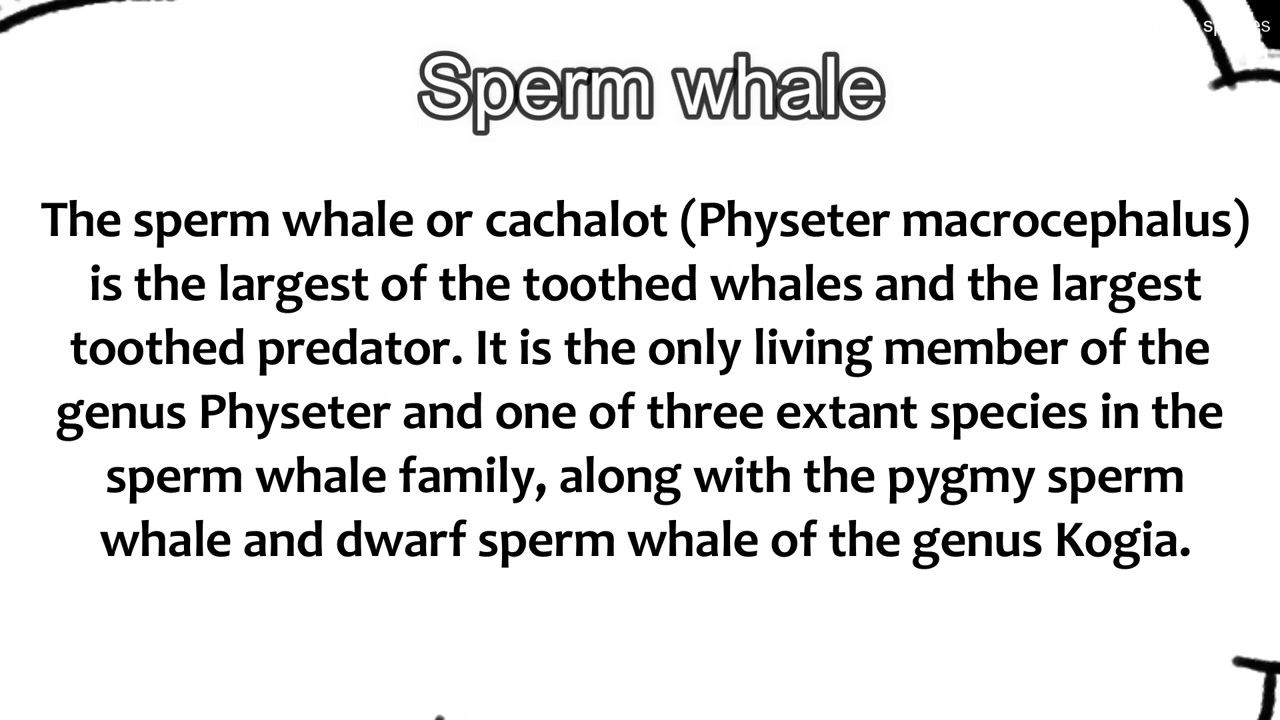 Sperm whale
The sperm whale or cachalot (Physeter macrocephalus)
is the largest of the toothed whales and the largest
toothed predator. It is the only living member of the
genus Physeter and one of three extant species in the
sperm whale family, along with the pygmy sperm
whale and dwarf sperm whale of the genus Kogia.